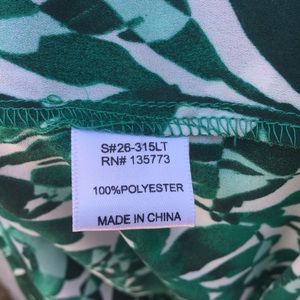 S#26-315LT
RN# 135773
100%POLYESTER
MADE IN CHINA